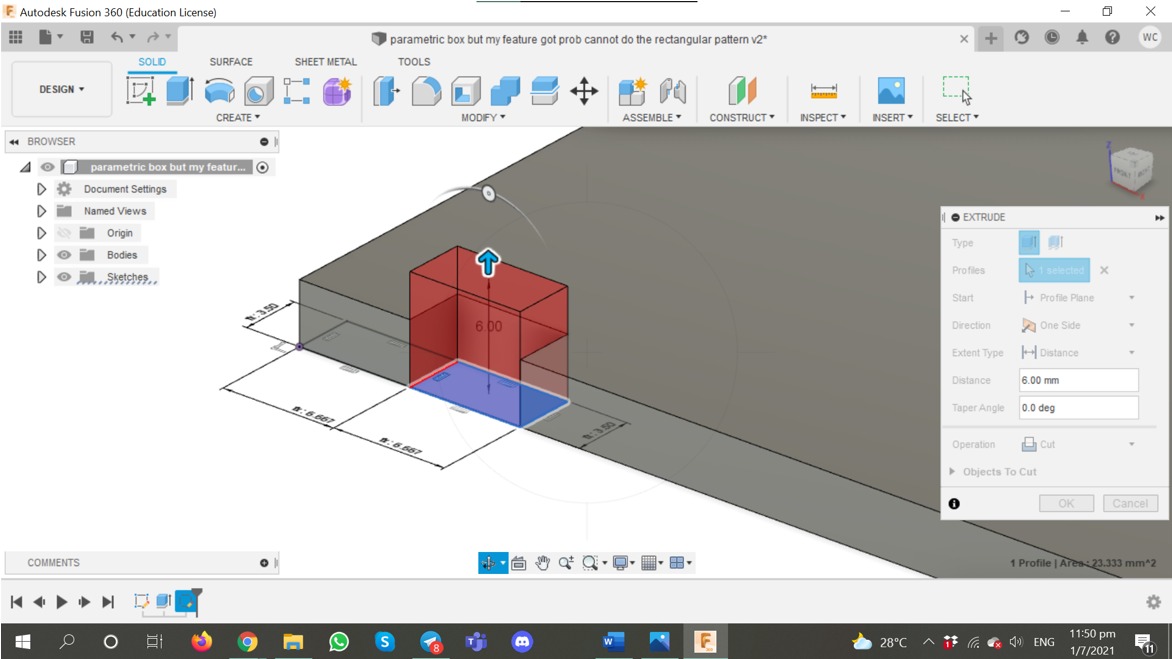 Autodesk Fusion 360 (Education License)
parametric box but my feature got prob cannot do the rectangular pattern v2*
WC
SOLID SURFACE SHEET METAL TOOLS
DESIGN
CREATE MODIFY ASSEMBLE CONSTRUCT INSPECT INSERT SELECT
BROWSER
parametric box but my featur...
Document Settings
Named Views
Origin
Bodies
Sketches
fx: 3.50
6.00
fx: 6.667
fx: 6.667
fx: 3.50
EXTRUDE
Type
Profiles 1 selected
Start Profile Plane
Direction One Side
Extent Type Distance
Distance 6.00 mm
Taper Angle 0.0 deg
Operation Cut
Objects To Cut
OK Cancel
1 Profile | Area : 23.333 mm^2
COMMENTS
8
28°C
ENG
11:50 pm
1/7/2021
11